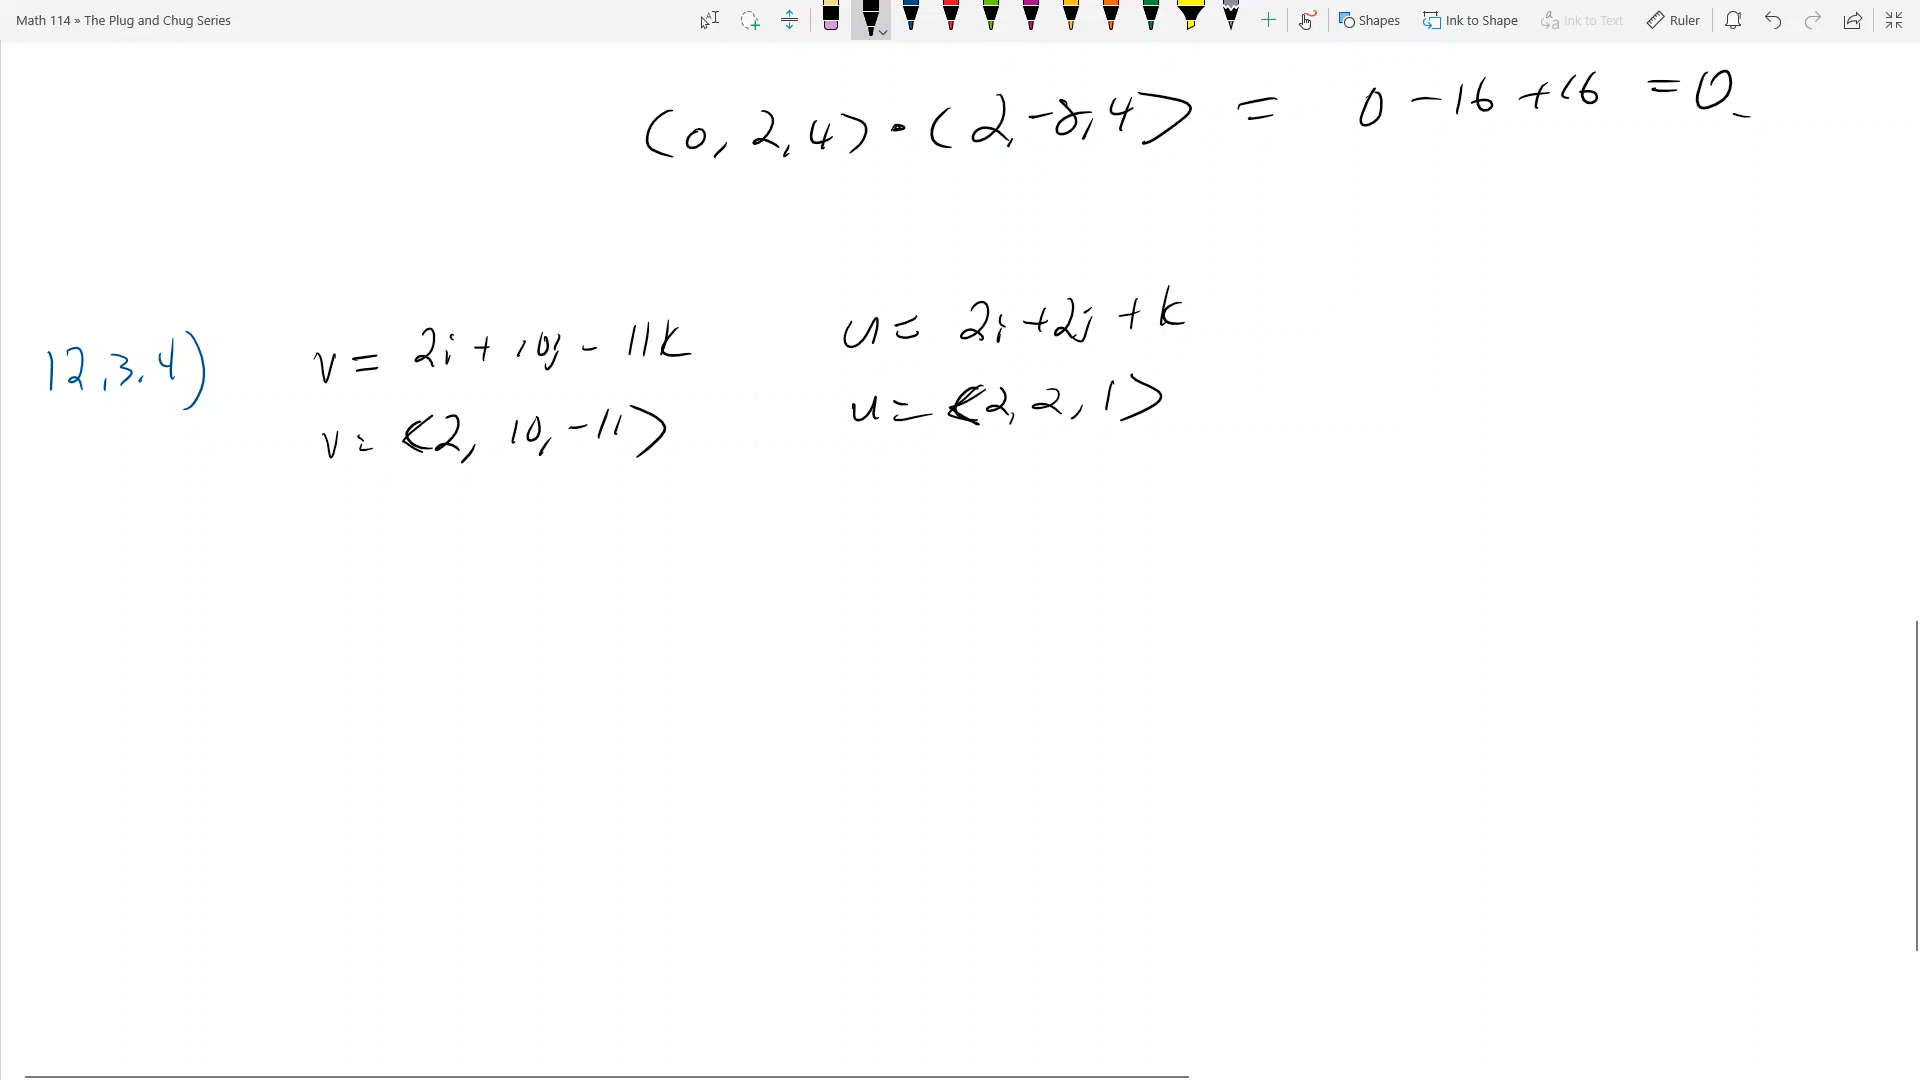 Math 114 » The Plug and Chug Series
Shapes Ink to Shape Ink to Text Ruler
(0, 2, 4) • (2, -8, 4> = 0 - 16 + 16 = 0
12.3.4) v = 2i + 10j - 11k u = 2i + 2j + k
v = <2, 10, -11> u = <2, 2, 1>